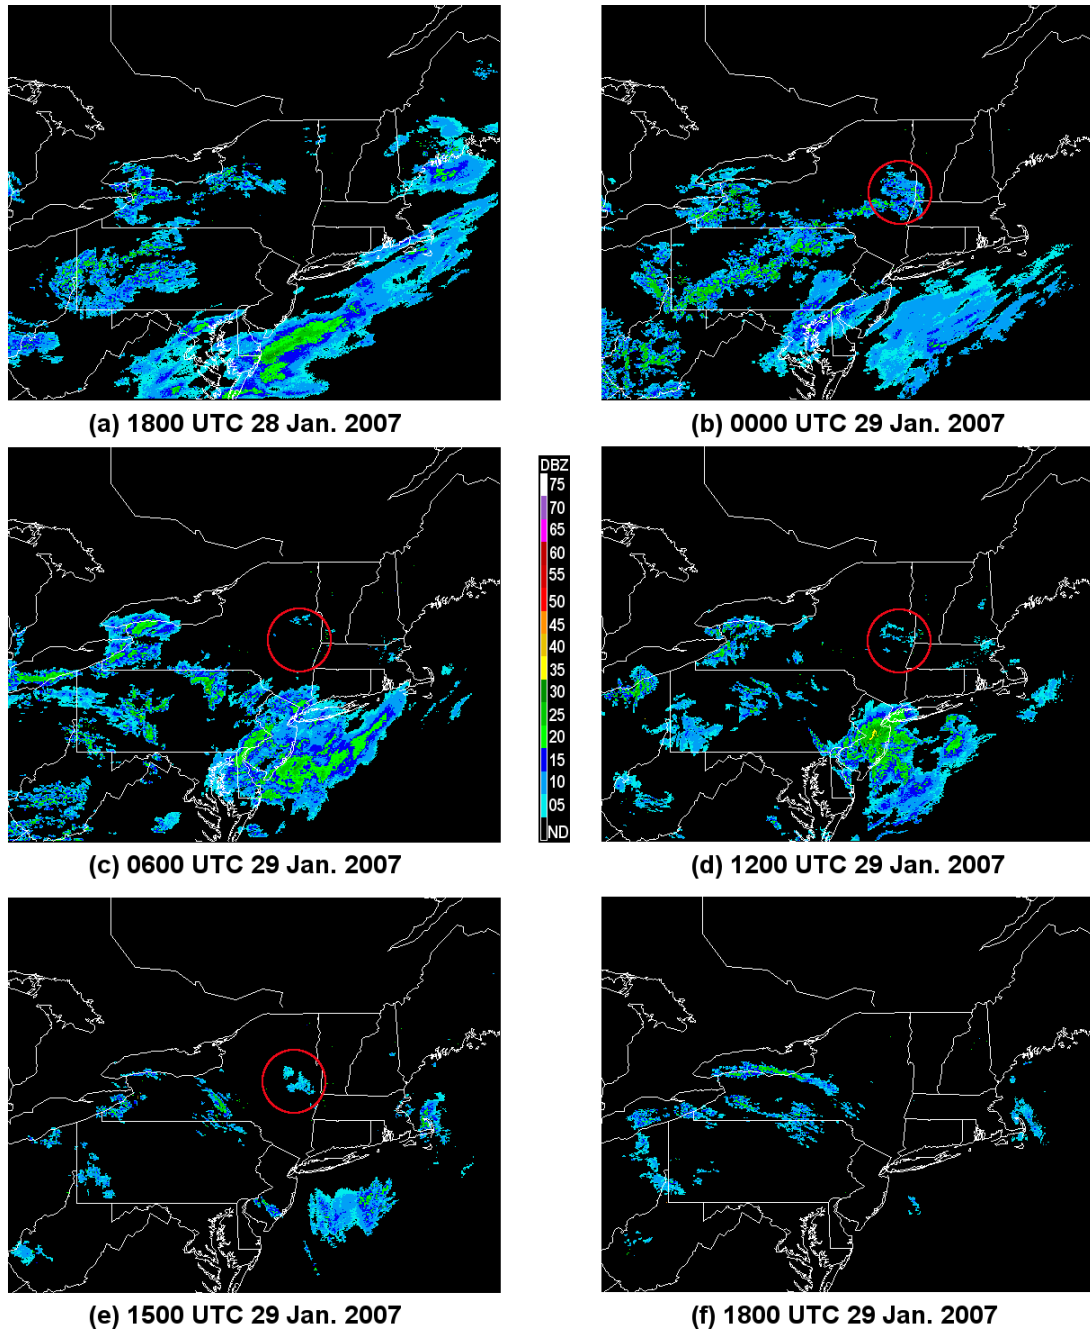 (a) 1800 UTC 28 Jan. 2007
(b) 0000 UTC 29 Jan. 2007
DBZ
75
70
65
60
55
50
45
40
35
30
25
20
15
10
05
ND
(c) 0600 UTC 29 Jan. 2007
(d) 1200 UTC 29 Jan. 2007
(e) 1500 UTC 29 Jan. 2007
(f) 1800 UTC 29 Jan. 2007